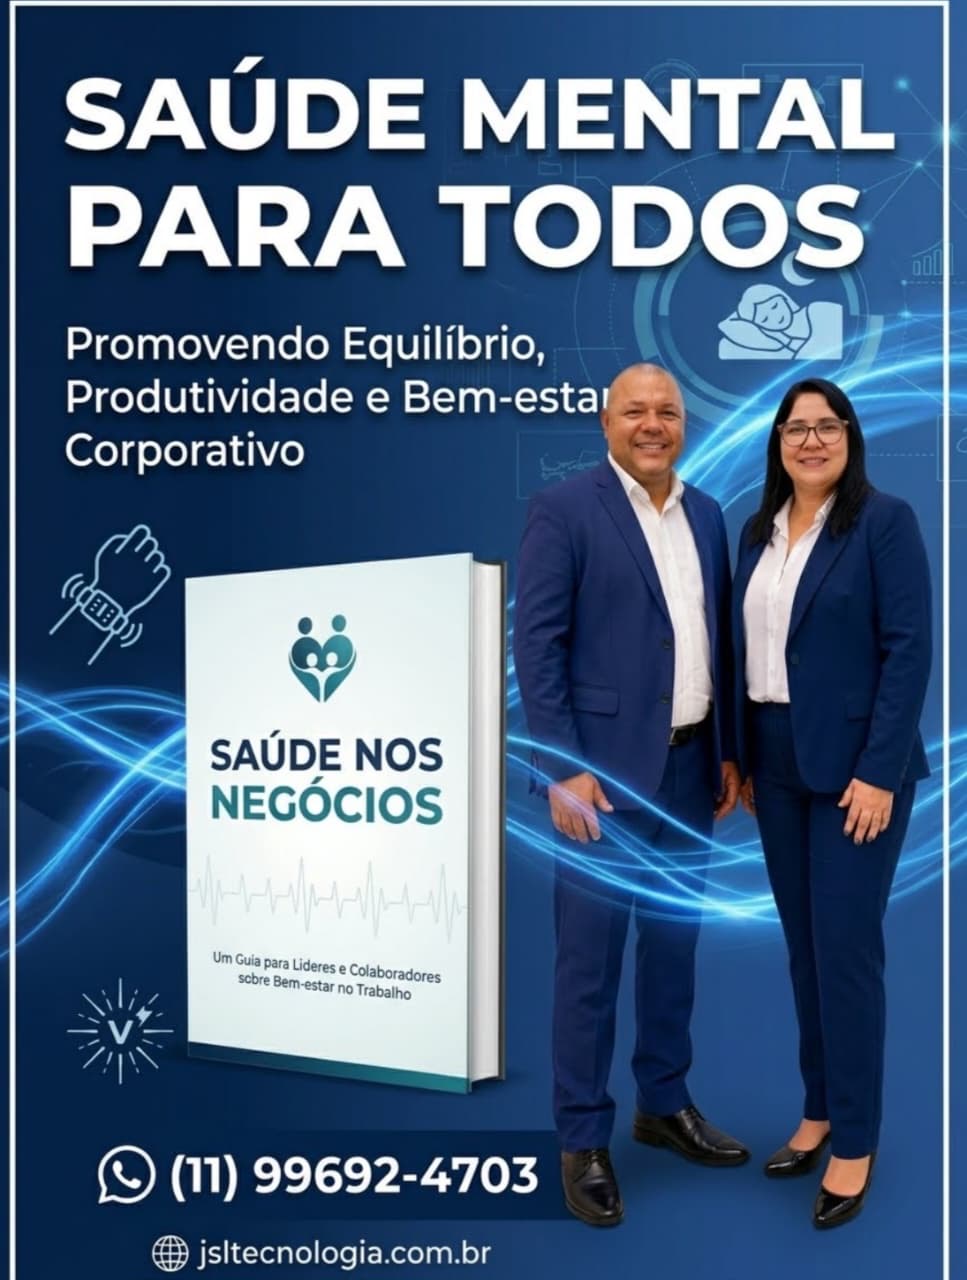 SAÚDE MENTAL
PARA TODOS
Promovendo Equilíbrio,
Produtividade e Bem-estar
Corporativo
SAÚDE NOS
NEGÓCIOS
Um Guia para Lideres e Colaboradores
sobre Bem-estar no Trabalho
V
(11) 99692-4703
jsltecnologia.com.br